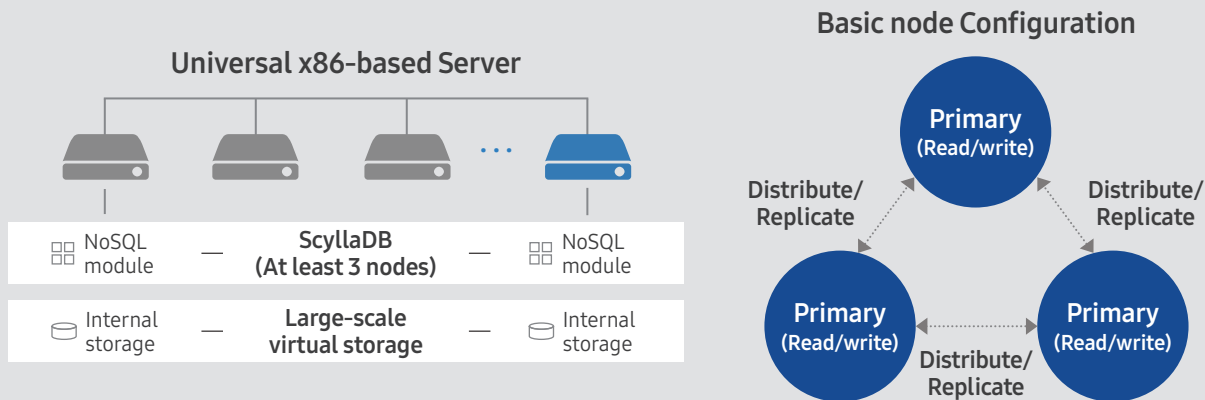 Universal x86-based Server
NoSQL
module
—
ScyllaDB
(At least 3 nodes)
—
NoSQL
module
Internal
storage
—
Large-scale
virtual storage
—
Internal
storage
Basic node Configuration
Primary
(Read/write)
Distribute/
Replicate
Distribute/
Replicate
Primary
(Read/write)
Primary
(Read/write)
Distribute/
Replicate